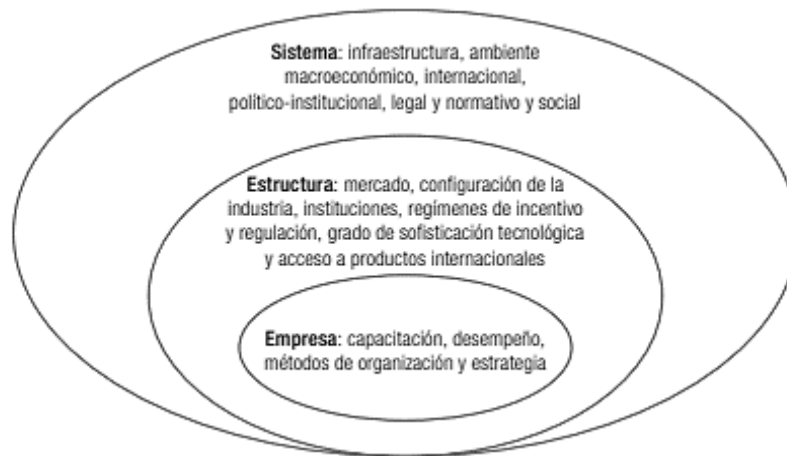 Sistema: infraestructura, ambiente
macroeconómico, internacional,
político-institucional, legal y normativo y social
Estructura: mercado, configuración de la
industria, instituciones, regímenes de incentivo
y regulación, grado de sofisticación tecnológica
y acceso a productos internacionales
Empresa: capacitación, desempeño,
métodos de organización y estrategia